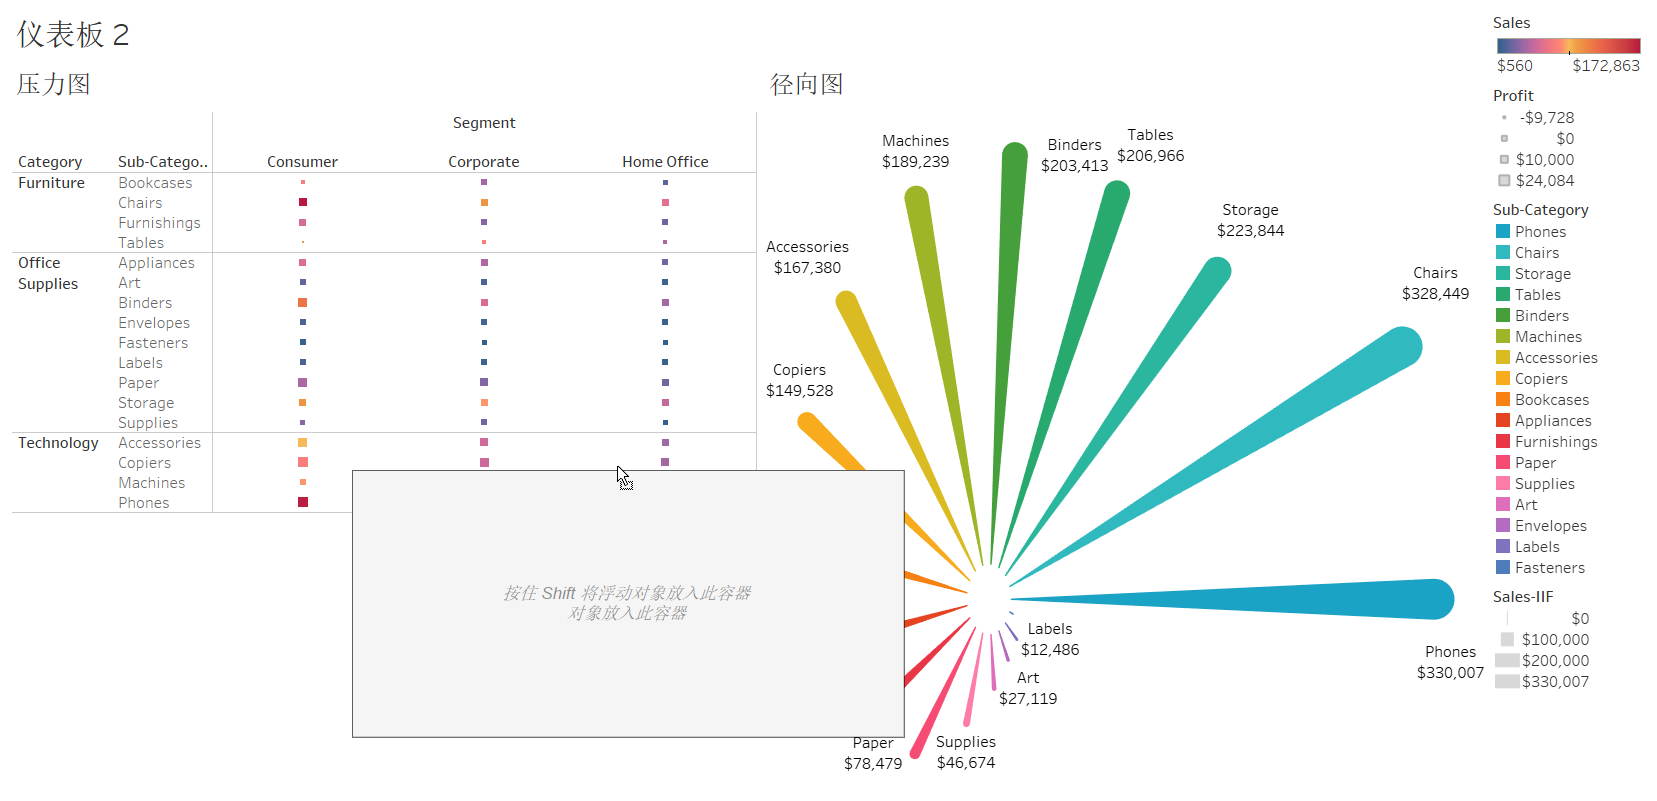 仪表板 2
压力图
Segment
Category Sub-Catego.. Consumer Corporate Home Office
Furniture Bookcases
Chairs
Furnishings
Tables
Office Supplies Appliances
Art
Binders
Envelopes
Fasteners
Labels
Paper
Storage
Supplies
Technology Accessories
Copiers
Machines
Phones
按住 Shift 将浮动对象放入此容器
对象放入此容器
径向图
Machines
$189,239
Binders
$203,413
Tables
$206,966
Storage
$223,844
Accessories
$167,380
Chairs
$328,449
Copiers
$149,528
Labels
$12,486
Phones
$330,007
Art
$27,119
Paper
$78,479
Supplies
$46,674
Sales
$560 $172,863
Profit
-$9,728
$0
$10,000
$24,084
Sub-Category
Phones
Chairs
Storage
Tables
Binders
Machines
Accessories
Copiers
Bookcases
Appliances
Furnishings
Paper
Supplies
Art
Envelopes
Labels
Fasteners
Sales-IIF
$0
$100,000
$200,000
$330,007